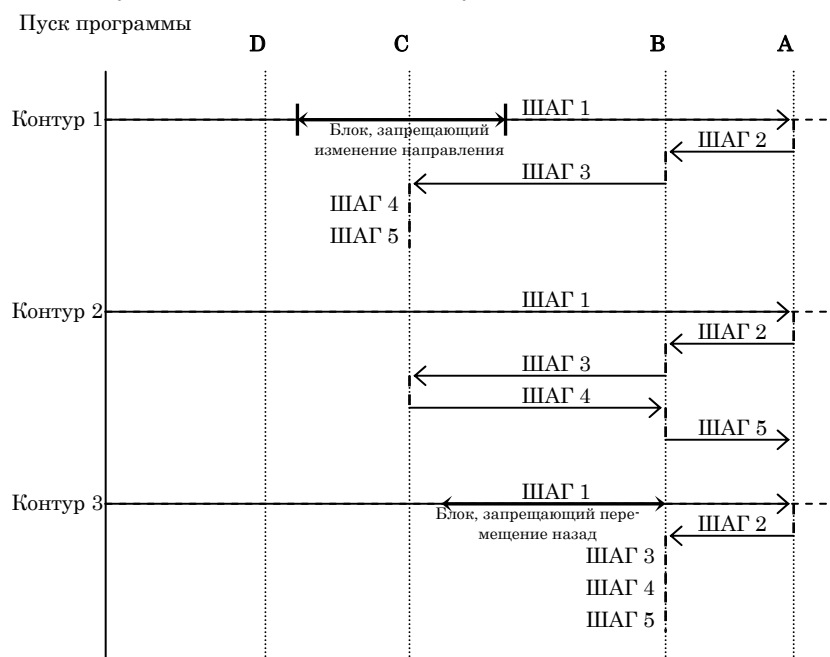 Пуск программы
D C B A
Контур 1
ШАГ 1
Блок, запрещающий
изменение направления
ШАГ 2
ШАГ 3
ШАГ 4
ШАГ 5
Контур 2
ШАГ 1
ШАГ 2
ШАГ 3
ШАГ 4
ШАГ 5
Контур 3
ШАГ 1
Блок, запрещающий пере-
мещение назад
ШАГ 2
ШАГ 3
ШАГ 4
ШАГ 5